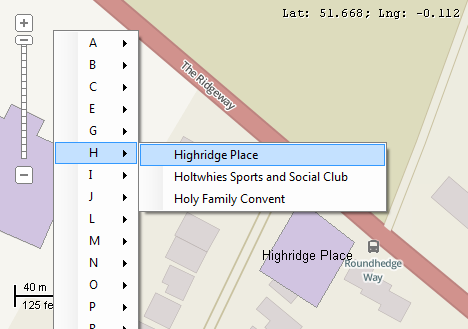 Lat: 51.668; Lng: -0.112
The Ridgeway
A
B
C
E
G
H
I
J
L
M
N
O
P
R
Highridge Place
Holtwhies Sports and Social Club
Holy Family Convent
Highridge Place
Roundhedge
Way
40 m
125 fe